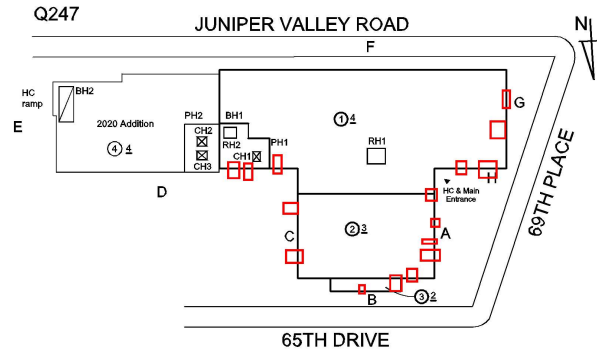 Q247
JUNIPER VALLEY ROAD
N
F
HC
ramp
BH2
E
2020 Addition
4 4
PH2
CH2
CH3
BH1
RH2
CH1
PH1
1 4
RH1
G
H
HC & Main
Entrance
69TH PLACE
D
C
2 3
A
B
3 2
65TH DRIVE